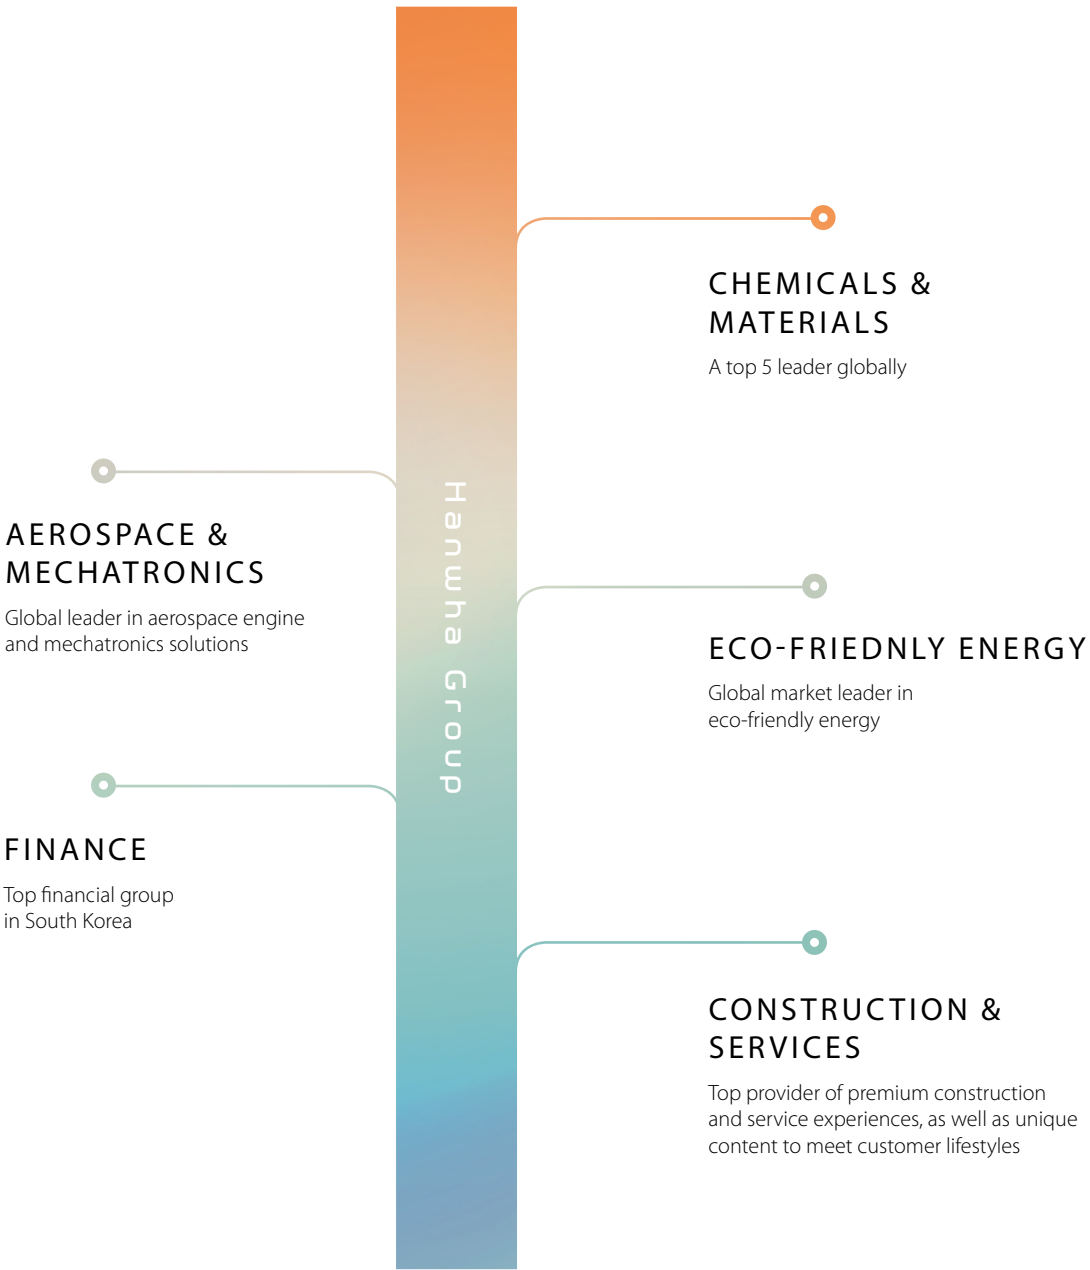 CHEMICALS &
MATERIALS
A top 5 leader globally
AEROSPACE &
MECHATRONICS
Global leader in aerospace engine
and mechatronics solutions
Hanwha Group
ECO-FRIEDNLY ENERGY
Global market leader in
eco-friendly energy
FINANCE
Top financial group
in South Korea
CONSTRUCTION &
SERVICES
Top provider of premium construction
and service experiences, as well as unique
content to meet customer lifestyles